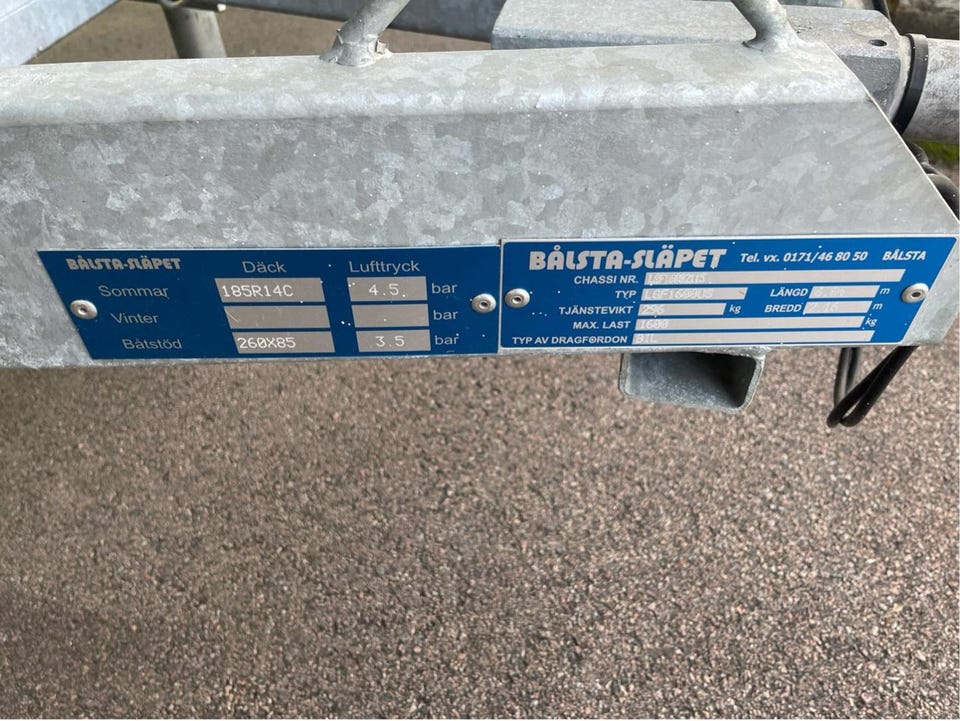 BÅLSTA-SLÄPET Däck Lufttryck
Sommar 185R14C 4.5 bar
Vinter bar
Båtstöd 260X85 3.5 bar
BÅLSTA-SLÄPET Tel. vx. 0171/46 80 50 BÅLSTA
CHASSI NR.
TYP LÄNGD m
TJÄNSTEVIKT 296 kg BREDD m
MAX. LAST 1600 kg
TYP AV DRAGFORDON BIL